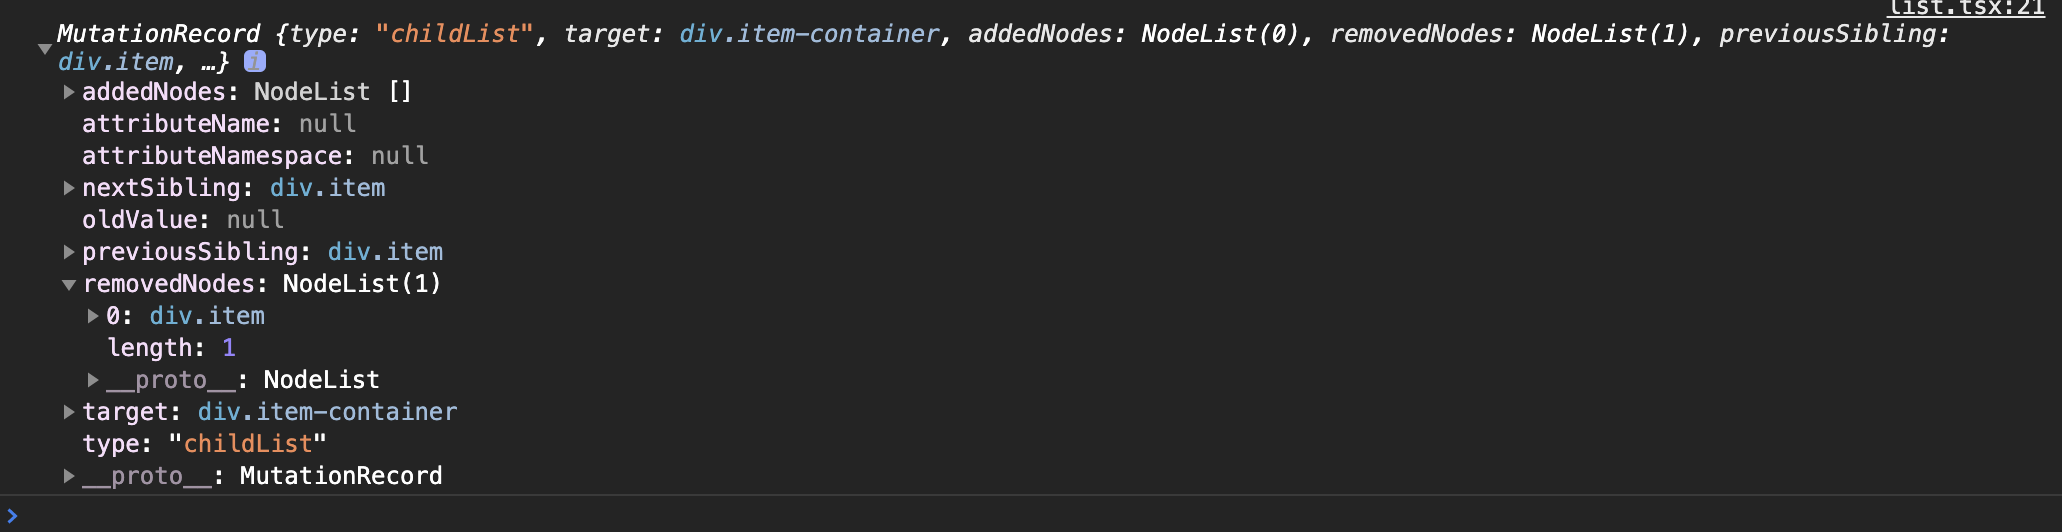 list.tsx:21
MutationRecord {type: "childList", target: div.item-container, addedNodes: NodeList(0), removedNodes: NodeList(1), previousSibling:
div.item, …} i
addedNodes: NodeList []
attributeName: null
attributeNamespace: null
nextSibling: div.item
oldValue: null
previousSibling: div.item
removedNodes: NodeList(1)
0: div.item
length: 1
__proto__: NodeList
target: div.item-container
type: "childList"
__proto__: MutationRecord